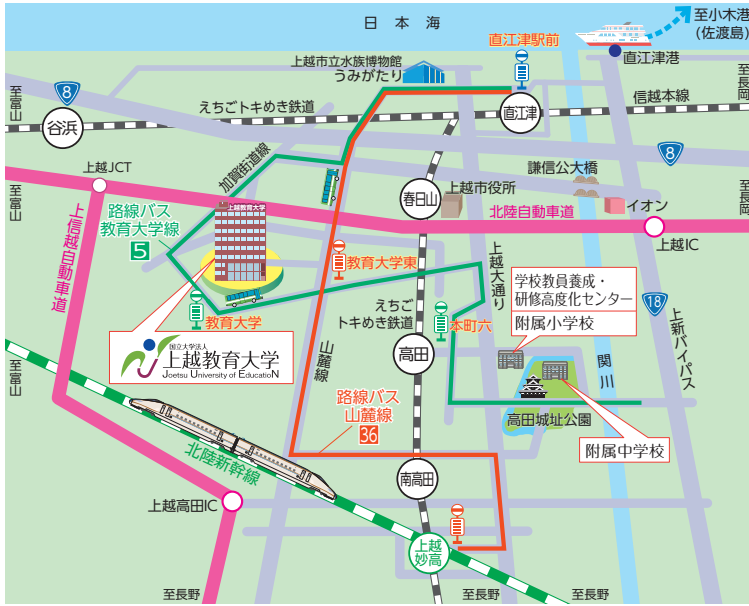 日本海
至小木港
(佐渡島)
直江津駅前
直江津港
上越市立水族博物館
うみがたり
至富山
8
至長岡
えちごトキめき鉄道
信越本線
谷浜
直江津
加賀街道線
8
上越JCT
謙信公大橋
至富山
至長岡
春日山
上越市役所
イオン
上越教育大学
北陸自動車道
上越IC
路線バス
教育大学線
5
上信越自動車道
教育大学東
上越大通り
学校教員養成・
研修高度化センター
附属小学校
18
上新バイパス
教育大学
えちご
トキめき鉄道
本町六
国立大学法人
上越教育大学
Joetsu University of EducatioN
山麓線
高田
関川
至富山
路線バス
山麓線
36
高田城址公園
附属中学校
北陸新幹線
南高田
上越高田IC
上越
妙高
至長野
至長野
至長野
至長野